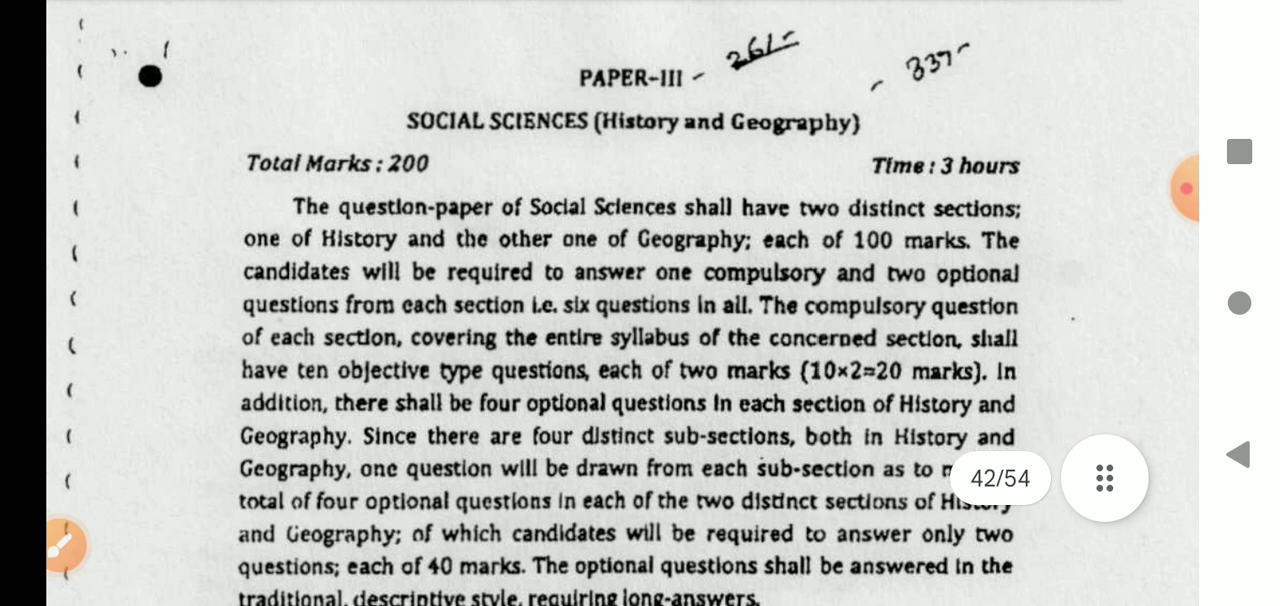 PAPER-III - 261-
- 337-
SOCIAL SCIENCES (History and Geography)
Total Marks : 200 Time : 3 hours
The question-paper of Social Sciences shall have two distinct sections;
one of History and the other one of Geography; each of 100 marks. The
candidates will be required to answer one compulsory and two optional
questions from each section i.e. six questions in all. The compulsory question
of each section, covering the entire syllabus of the concerned section, shall
have ten objective type questions, each of two marks (10×2=20 marks). In
addition, there shall be four optional questions in each section of History and
Geography. Since there are four distinct sub-sections, both in History and
Geography, one question will be drawn from each sub-section as to
total of four optional questions in each of the two distinct sections of History
and Geography; of which candidates will be required to answer only two
questions; each of 40 marks. The optional questions shall be answered in the
traditional, descriptive style, requiring long-answers.
42/54